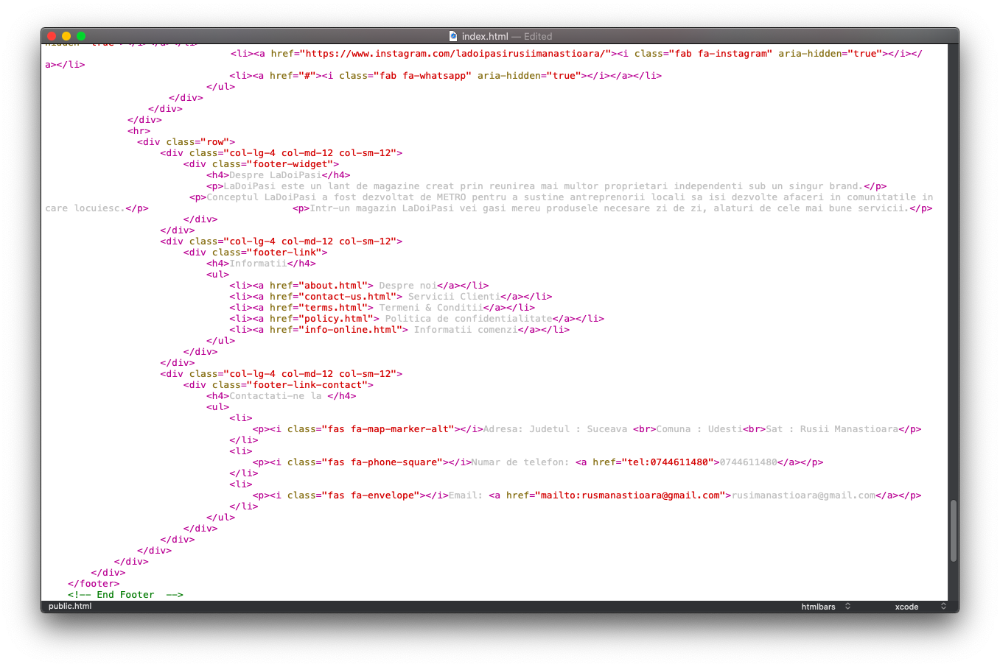 index.html — Edited
hidden="true"></i></a></li>
<li><a href="https://www.instagram.com/ladoipasirusiimanastioara/"><i class="fab fa-instagram" aria-hidden="true"></i></
a></li>
<li><a href="#"><i class="fab fa-whatsapp" aria-hidden="true"></i></a></li>
</ul>
</div>
</div>
</div>
<hr>
<div class="row">
<div class="col-lg-4 col-md-12 col-sm-12">
<div class="footer-widget">
<h4>Despre LaDoiPasi</h4>
<p>LaDoiPasi este un lant de magazine creat prin reunirea mai multor proprietari independenti sub un singur brand.</p>
<p>Conceptul LaDoiPasi a fost dezvoltat de METRO pentru a sustine antreprenorii locali sa isi dezvolte afaceri in comunitatile in
care locuiesc.</p> <p>Intr-un magazin LaDoiPasi vei gasi mereu produsele necesare zi de zi, alaturi de cele mai bune servicii.</p>
</div>
</div>
<div class="col-lg-4 col-md-12 col-sm-12">
<div class="footer-link">
<h4>Informatii</h4>
<ul>
<li><a href="about.html"> Despre noi</a></li>
<li><a href="contact-us.html"> Servicii Clienti</a></li>
<li><a href="terms.html"> Termeni & Conditii</a></li>
<li><a href="policy.html"> Politica de confidentialitate</a></li>
<li><a href="info-online.html"> Informatii comenzi</a></li>
</ul>
</div>
</div>
<div class="col-lg-4 col-md-12 col-sm-12">
<div class="footer-link-contact">
<h4>Contactati-ne la </h4>
<ul>
<li>
<p><i class="fas fa-map-marker-alt"></i>Adresa: Judetul : Suceava <br>Comuna : Udesti<br>Sat : Rusii Manastioara</p>
</li>
<li>
<p><i class="fas fa-phone-square"></i>Numar de telefon: <a href="tel:0744611480">0744611480</a></p>
</li>
<li>
<p><i class="fas fa-envelope"></i>Email: <a href="mailto:rusmanastioara@gmail.com">rusimanastioara@gmail.com</a></p>
</li>
</ul>
</div>
</div>
</div>
</div>
</div>
</footer>
<!-- End Footer  -->
public.html htmlbars xcode